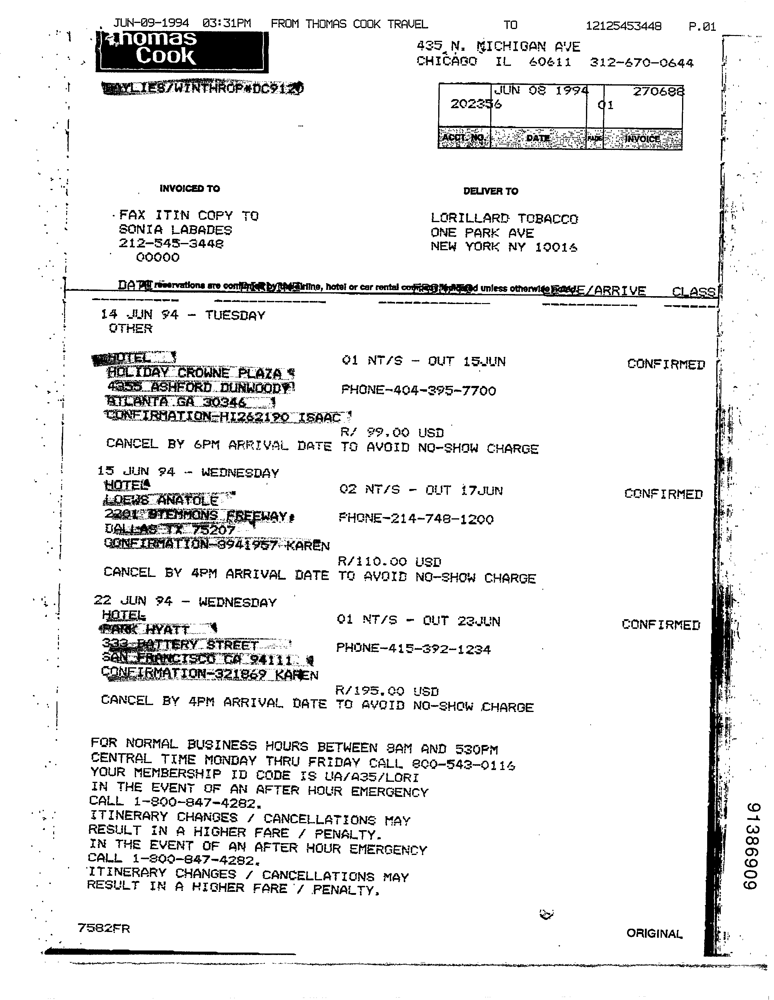 JUN-09-1994 03:31PM FROM THOMAS COOK TRAVEL TO 12125453448 P.01
Thomas
Cook
435 N. MICHIGAN AVE
CHICAGO IL 60611 312-670-0644
JUN 08 1994 270688
202356 01
ACCT. NO. DATE PAGE INVOICE
INVOICED TO
FAX ITIN COPY TO
SONIA LABADES
212-545-3448
00000
DELIVER TO
LORILLARD TOBACCO
ONE PARK AVE
NEW YORK NY 10016
reservations are by the airline, hotel or car rental unless otherwise /ARRIVE CLASS
14 JUN 94 - TUESDAY
OTHER
HOTEL 01 NT/S - OUT 15JUN CONFIRMED
HOLIDAY CROWNE PLAZA
4355 ASHFORD DUNWOODY PHONE-404-395-7700
ATLANTA GA 30346
CONFIRMATION-HI262190 ISAAC
R/ 99.00 USD
CANCEL BY 6PM ARRIVAL DATE TO AVOID NO-SHOW CHARGE
15 JUN 94 - WEDNESDAY
HOTEL 02 NT/S - OUT 17JUN CONFIRMED
LOEWS ANATOLE
2201 STEMMONS FREEWAY PHONE-214-748-1200
DALLAS TX 75207
CONFIRMATION-8941957 KAREN
R/110.00 USD
CANCEL BY 4PM ARRIVAL DATE TO AVOID NO-SHOW CHARGE
22 JUN 94 - WEDNESDAY
HOTEL 01 NT/S - OUT 23JUN CONFIRMED
PARK HYATT
333 BATTERY STREET PHONE-415-392-1234
SAN FRANCISCO CA 94111
CONFIRMATION-321869 KAREN
R/195.00 USD
CANCEL BY 4PM ARRIVAL DATE TO AVOID NO-SHOW CHARGE
FOR NORMAL BUSINESS HOURS BETWEEN 8AM AND 530PM
CENTRAL TIME MONDAY THRU FRIDAY CALL 800-543-0116
YOUR MEMBERSHIP ID CODE IS UA/A35/LORI
IN THE EVENT OF AN AFTER HOUR EMERGENCY
CALL 1-800-847-4282.
ITINERARY CHANGES / CANCELLATIONS MAY
RESULT IN A HIGHER FARE / PENALTY.
IN THE EVENT OF AN AFTER HOUR EMERGENCY
CALL 1-800-847-4282.
ITINERARY CHANGES / CANCELLATIONS MAY
RESULT IN A HIGHER FARE / PENALTY.
91386909
7582FR
ORIGINAL